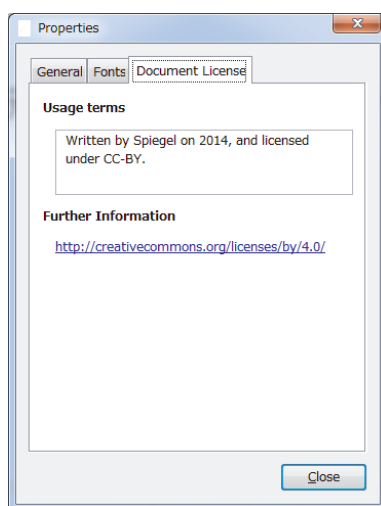 Properties
General Fonts Document License
Usage terms
Written by Spiegel on 2014, and licensed
under CC-BY.
Further Information
http://creativecommons.org/licenses/by/4.0/
Close